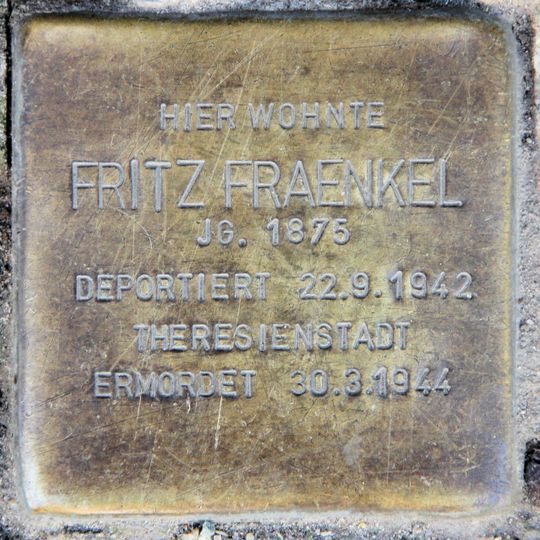 HIER WOHNTE
FRITZ FRAENKEL
JG. 1875
DEPORTIERT 22.9.1942
THERESIENSTADT
ERMORDET 30.3.1944